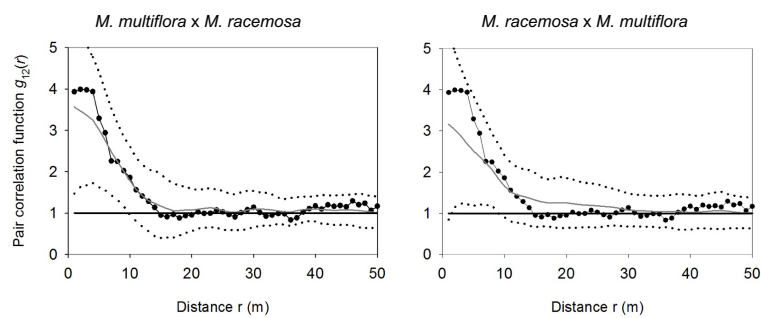 M. multiflora x M. racemosa
M. racemosa x M. multiflora
Pair correlation function g12(r)
5
4
3
2
1
0
0 10 20 30 40 50
Distance r (m)
5
4
3
2
1
0
0 10 20 30 40 50
Distance r (m)